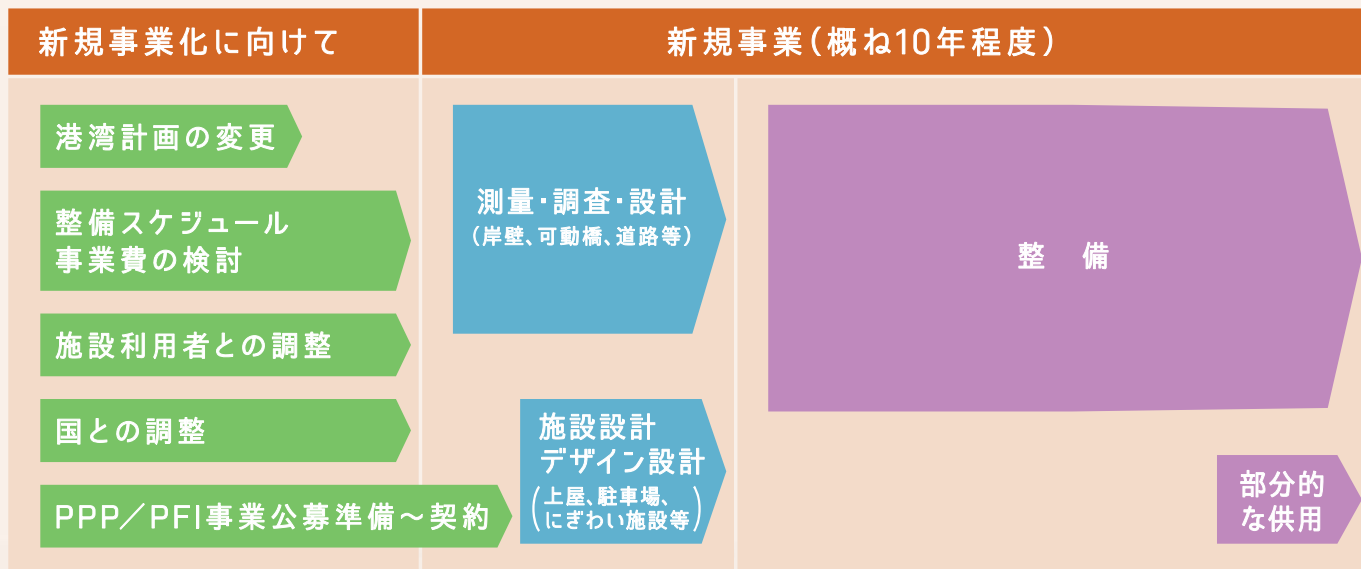 新規事業化に向けて
新規事業(概ね10年程度)
港湾計画の変更
整備スケジュール
事業費の検討
施設利用者との調整
国との調整
PPP/PFI事業公募準備～契約
測量・調査・設計
(岸壁、可動橋、道路等)
施設設計
デザイン設計
(上屋、駐車場、
にぎわい施設等)
整 備
部分的
な供用